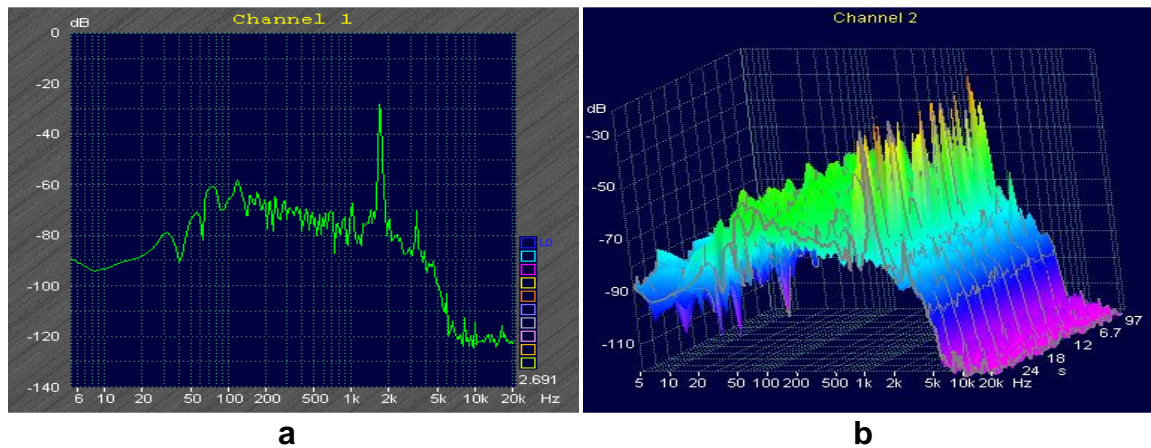 Channel 1
dB
0
-20
-40
-60
-80
-100
-120
-140
6 10 20 50 100 200 500 1k 2k 5k 10k 20k Hz
LO
2.691
Channel 2
dB
-30
-50
-70
-90
-110
5 10 20 50 100 200 500 1k 2k 5k 10k 20k Hz
24 18 12 6.7 97
s
a
b